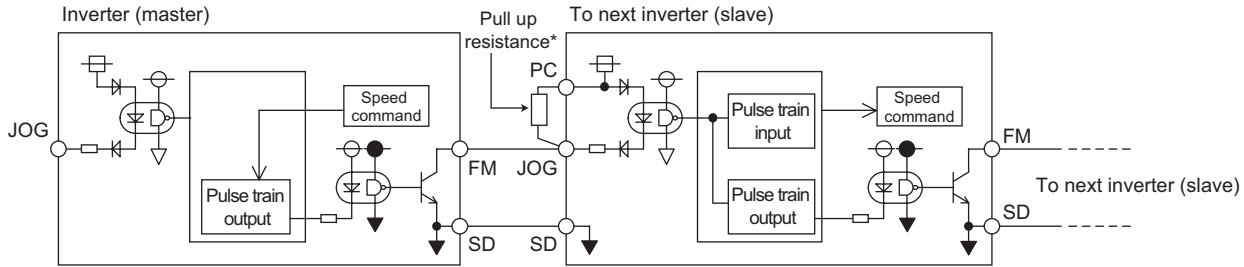 Inverter (master)
Pull up
resistance*
To next inverter (slave)
PC
JOG
Speed
command
Pulse train
output
FM
SD
JOG
SD
Pulse train
input
Pulse train
output
Speed
command
FM
SD
To next inverter (slave)